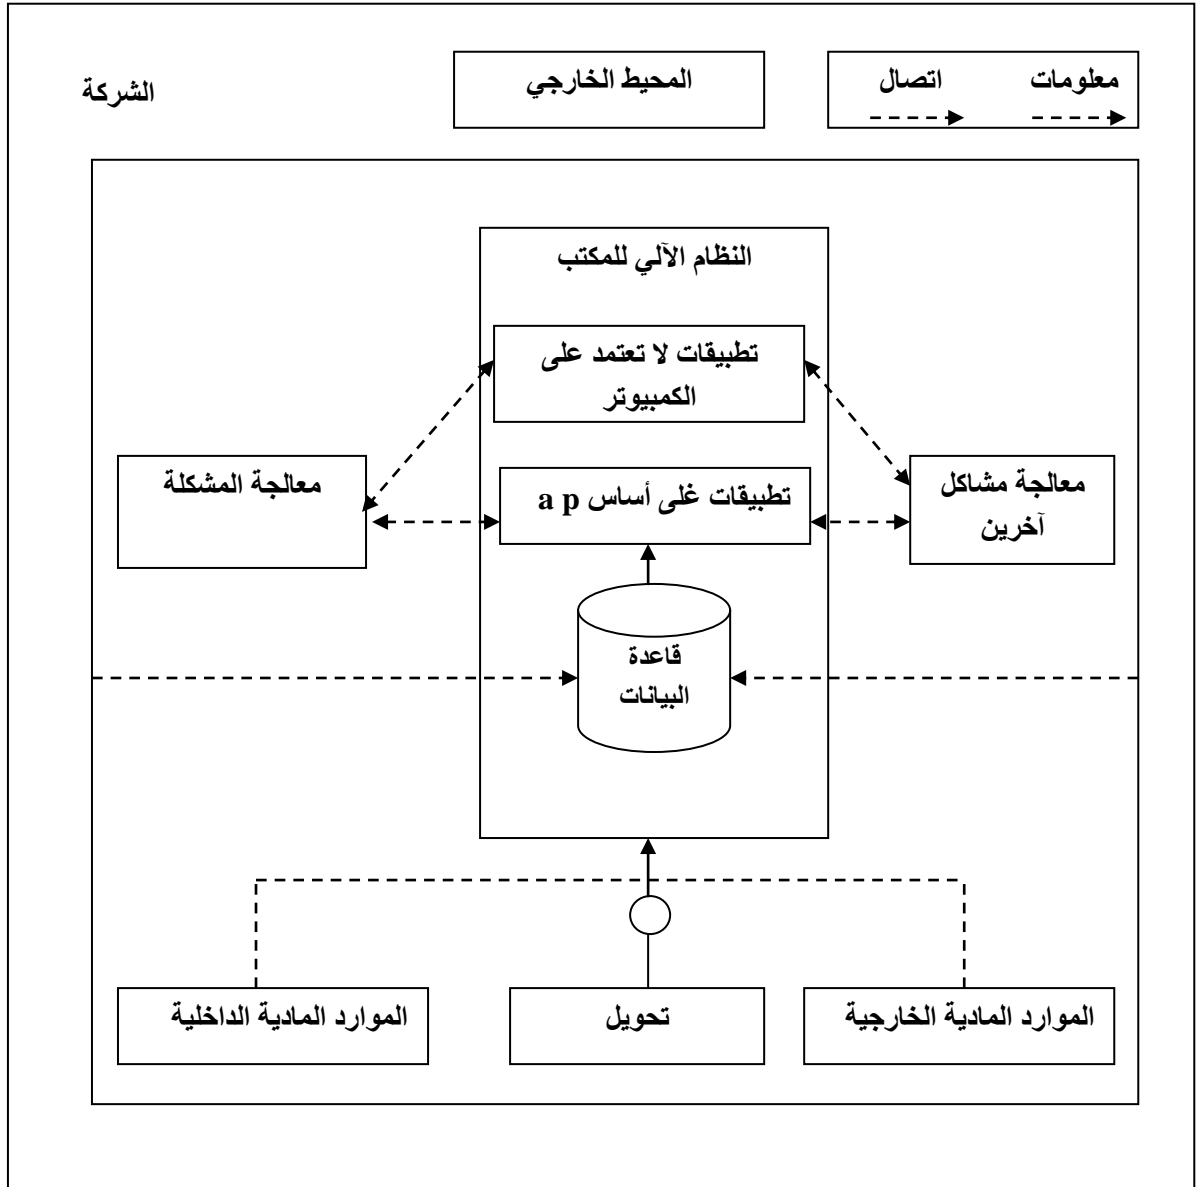 معلومات
اتصال
المحيط الخارجي
الشركة
النظام الآلي للمكتب
تطبيقات لا تعتمد على
الكمبيوتر
معالجة مشاكل
آخرين
تطبيقات غلى أساس a p
معالجة المشكلة
قاعدة
البيانات
الموارد المادية الخارجية
تحويل
الموارد المادية الداخلية